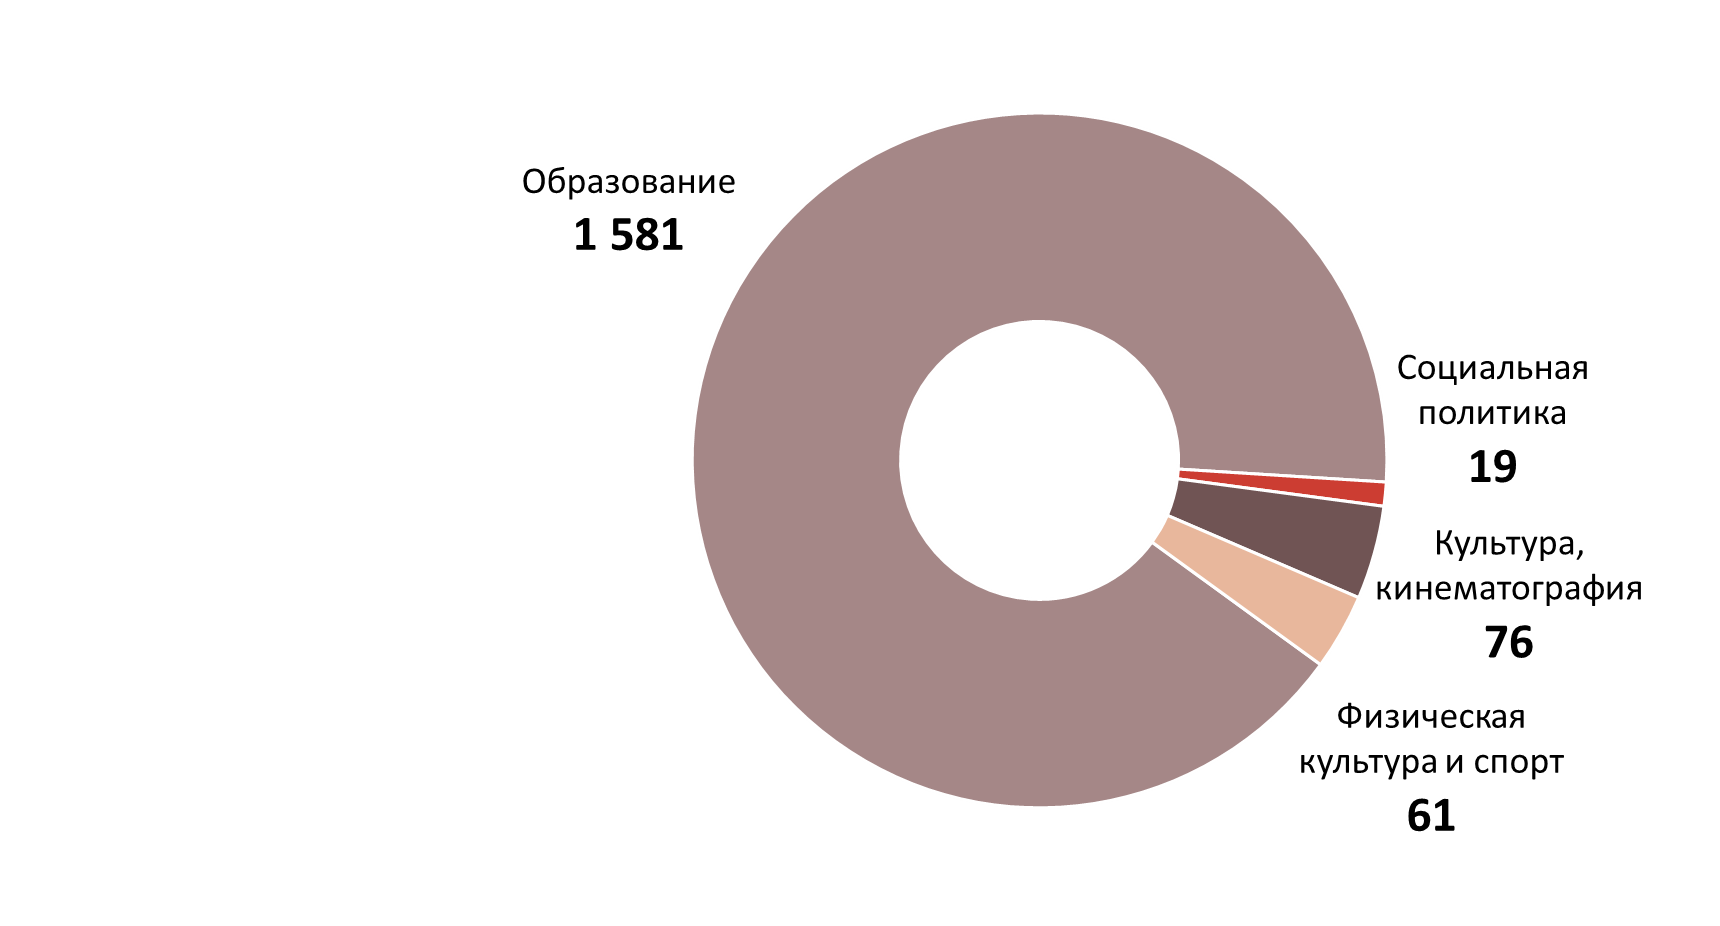 Образование
1 581
Социальная
политика
19
Культура,
кинематография
76
Физическая
культура и спорт
61